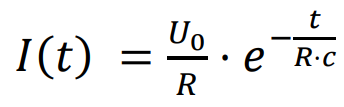 I(t) = U₀/R · e^(-t/(R·c))